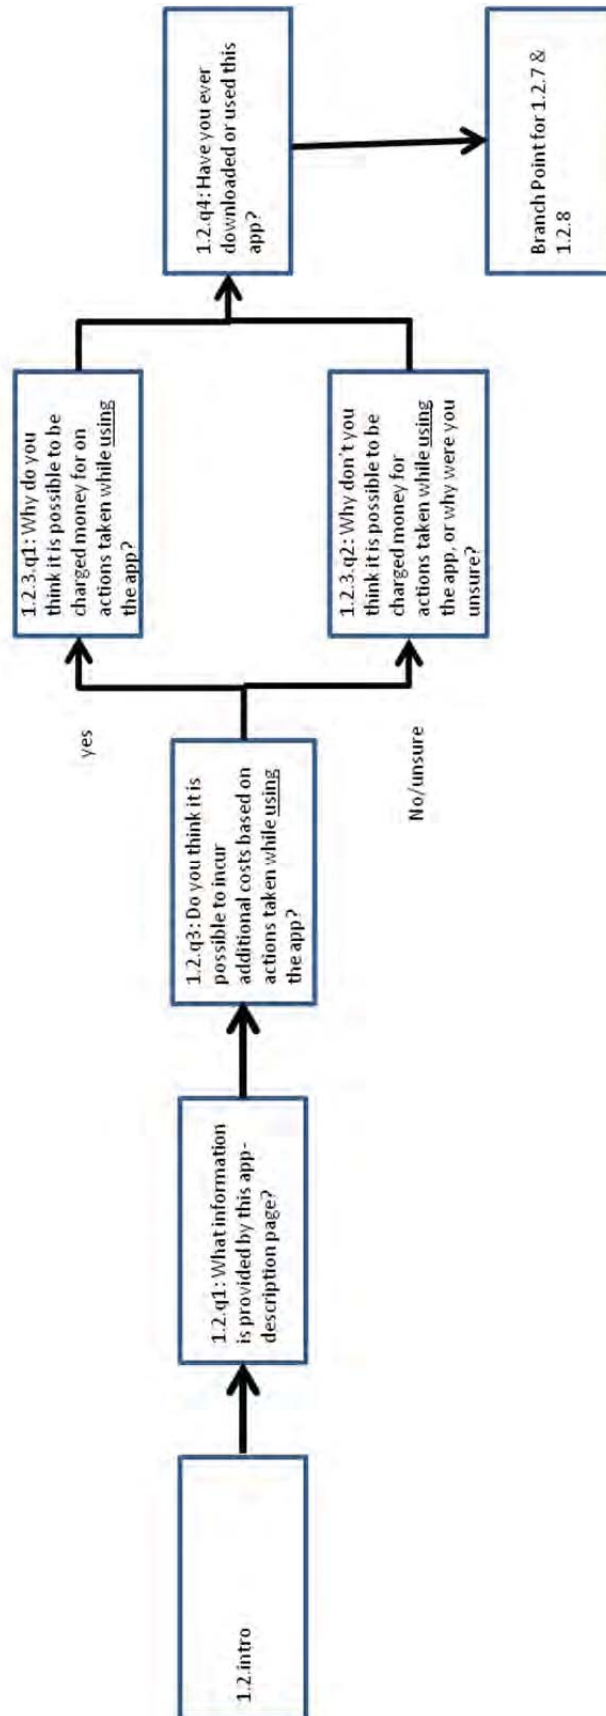 1.2.intro
1.2.q1: What information
is provided by this app-
description page?
1.2.q3: Do you think it is
possible to incur
additional costs based on
actions taken while using
the app?
yes
No/unsure
1.2.3.q1: Why do you
think it is possible to be
charged money for on
actions taken while using
the app?
1.2.3.q2: Why don't you
think it is possible to be
charged money for
actions taken while using
the app, or why were you
unsure?
1.2.q4: Have you ever
downloaded or used this
app?
Branch Point for 1.2.7 &
1.2.8